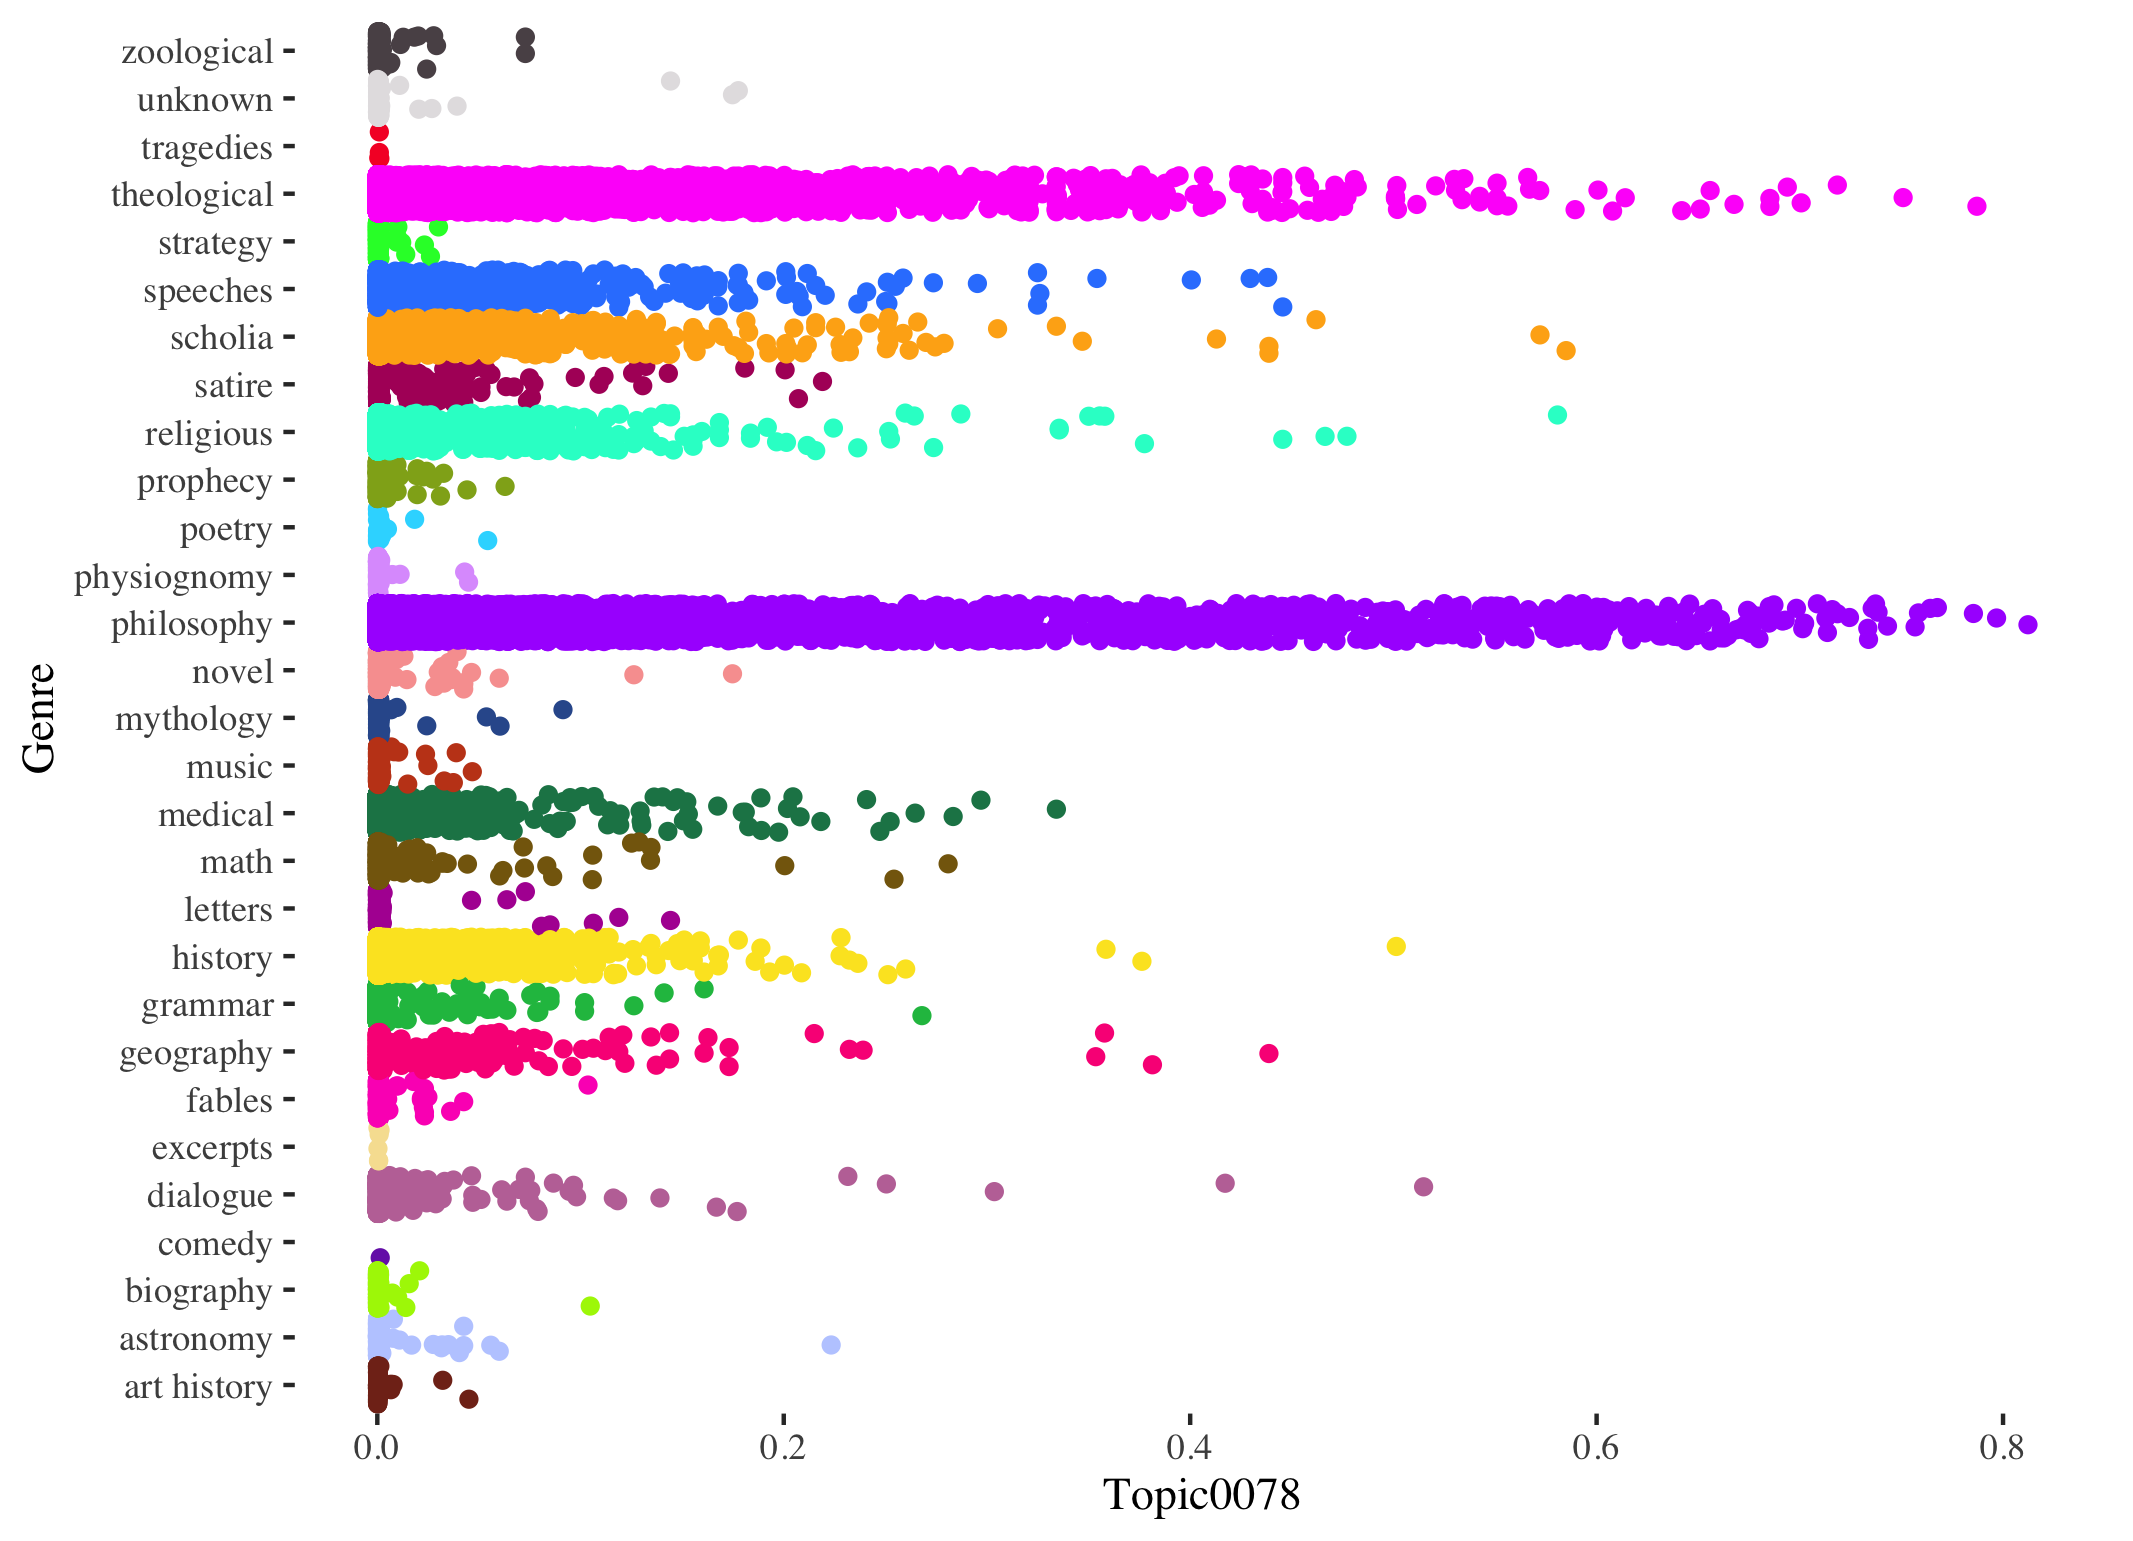 zoological
unknown
tragedies
theological
strategy
speeches
scholia
satire
religious
prophecy
poetry
physiognomy
philosophy
novel
mythology
music
medical
math
letters
history
grammar
geography
fables
excerpts
dialogue
comedy
biography
astronomy
art history
Genre
0.0 0.2 0.4 0.6 0.8
Topic0078